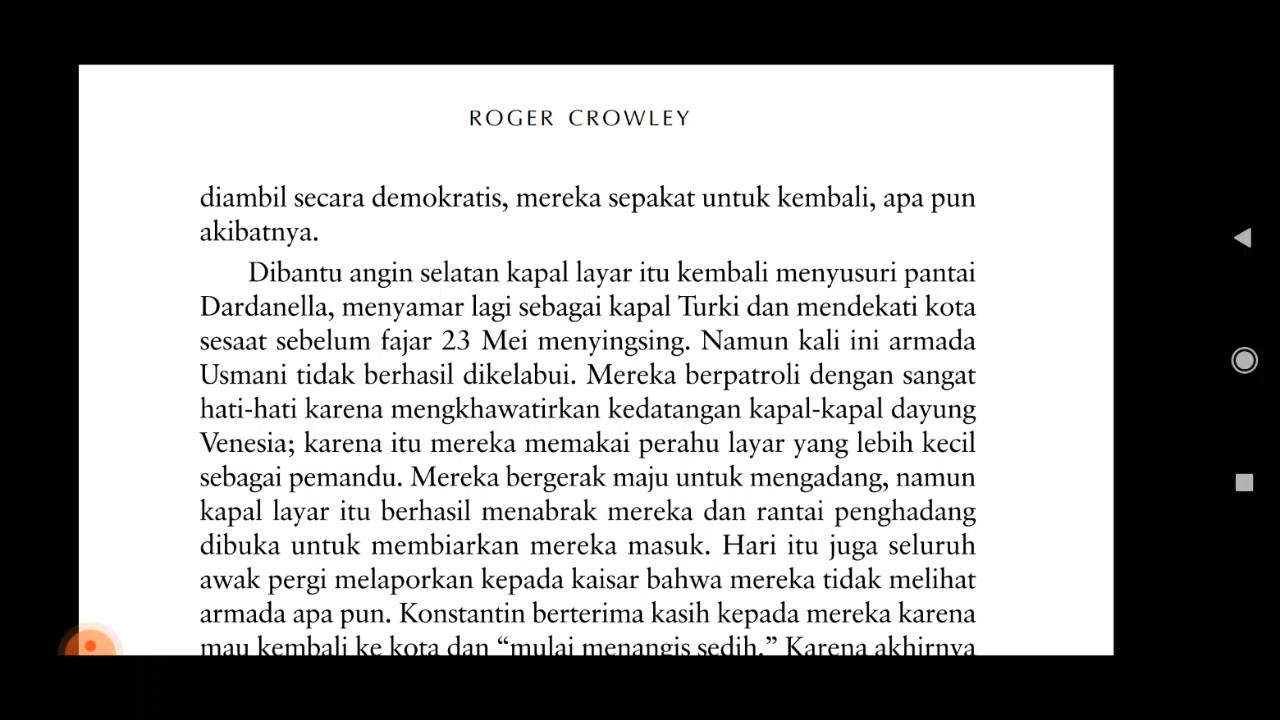 ROGER CROWLEY
diambil secara demokratis, mereka sepakat untuk kembali, apa pun
akibatnya.
Dibantu angin selatan kapal layar itu kembali menyusuri pantai
Dardanella, menyamar lagi sebagai kapal Turki dan mendekati kota
sesaat sebelum fajar 23 Mei menyingsing. Namun kali ini armada
Usmani tidak berhasil dikelabui. Mereka berpatroli dengan sangat
hati-hati karena mengkhawatirkan kedatangan kapal-kapal dayung
Venesia; karena itu mereka memakai perahu layar yang lebih kecil
sebagai pemandu. Mereka bergerak maju untuk mengadang, namun
kapal layar itu berhasil menabrak mereka dan rantai penghadang
dibuka untuk membiarkan mereka masuk. Hari itu juga seluruh
awak pergi melaporkan kepada kaisar bahwa mereka tidak melihat
armada apa pun. Konstantin berterima kasih kepada mereka karena
mau kembali ke kota dan “mulai menangis sedih.” Karena akhirnya